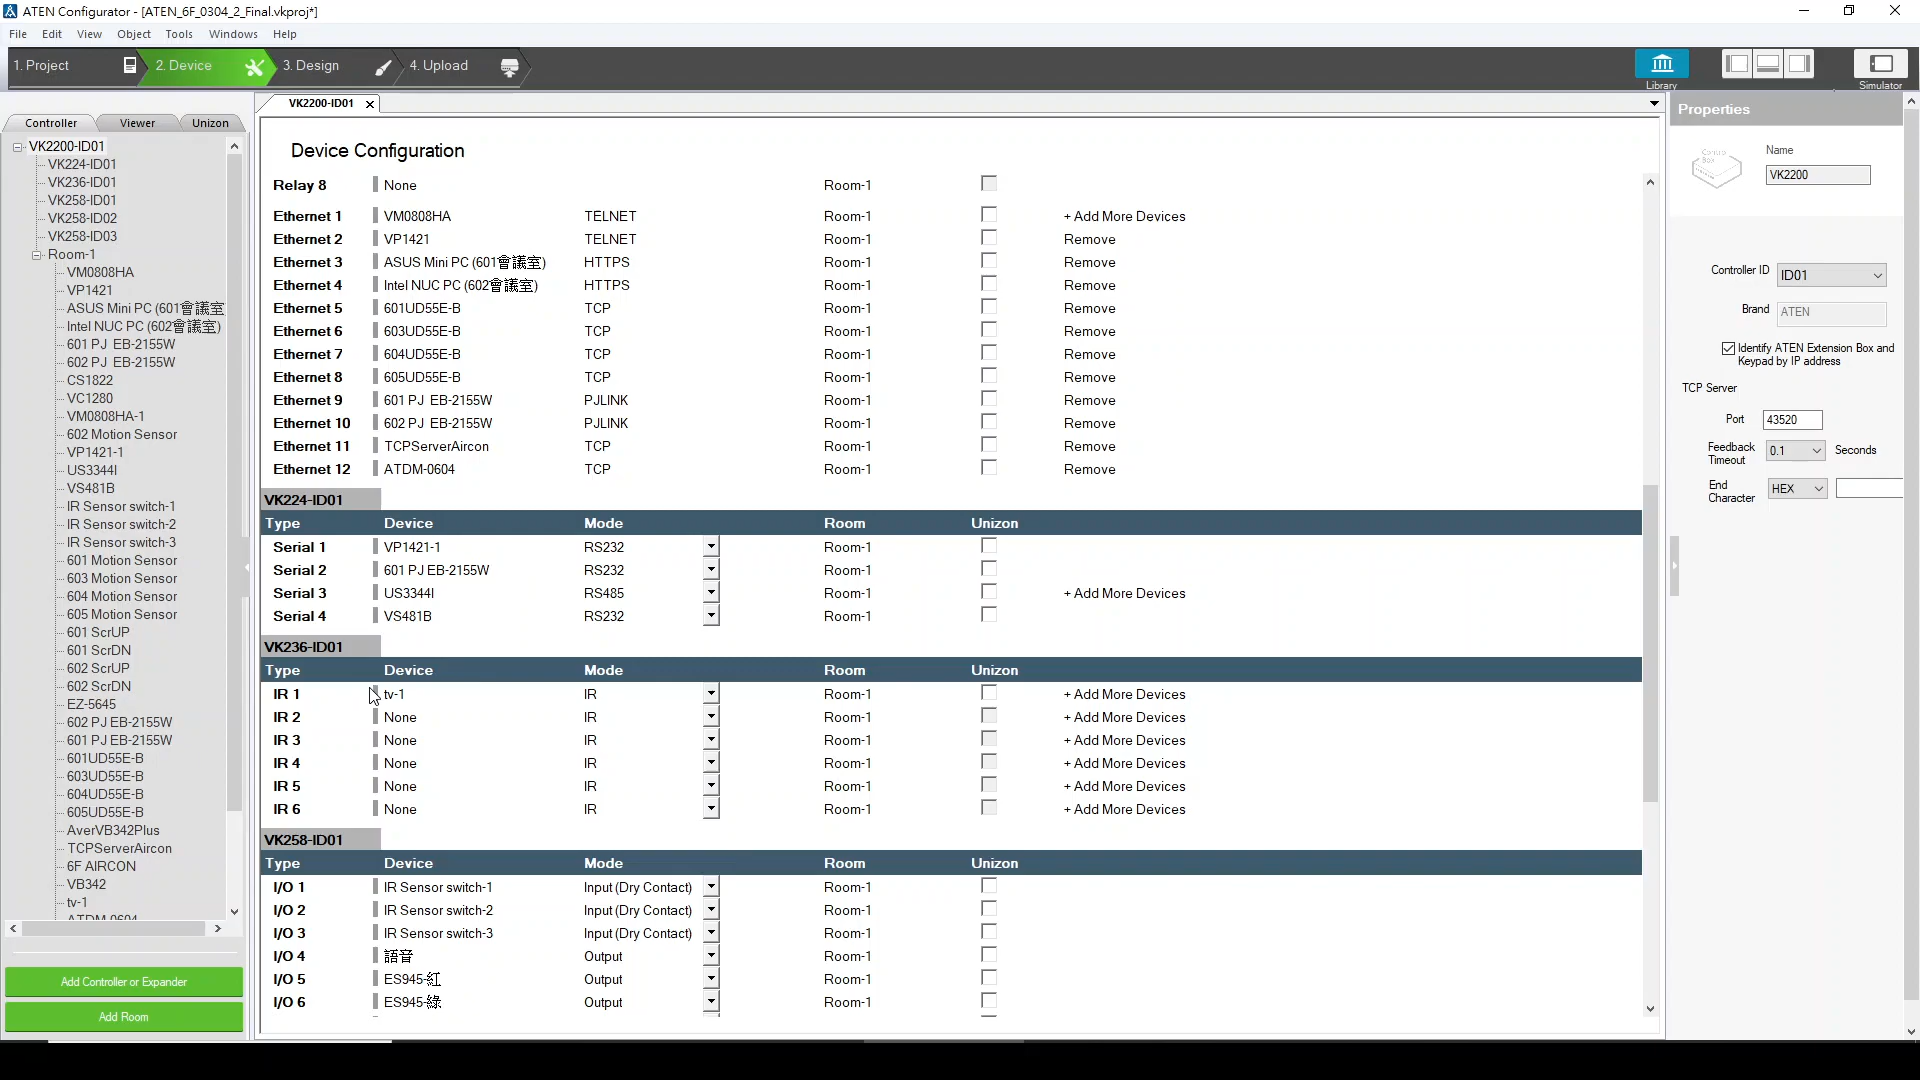 ATEN Configurator - [ATEN_6F_0304_2_Final.vkproj*]
File Edit View Object Tools Windows Help
1. Project 2. Device 3. Design 4. Upload
Library Simulator
Controller Viewer Unizon
VK2200-ID01
VK224-ID01
VK236-ID01
VK258-ID01
VK258-ID02
VK258-ID03
Room-1
VM0808HA
VP1421
ASUS Mini PC (601會議室
Intel NUC PC (602會議室)
601 PJ EB-2155W
602 PJ EB-2155W
CS1822
VC1280
VM0808HA-1
602 Motion Sensor
VP1421-1
US3344I
VS481B
IR Sensor switch-1
IR Sensor switch-2
IR Sensor switch-3
601 Motion Sensor
603 Motion Sensor
604 Motion Sensor
605 Motion Sensor
601 ScrUP
601 ScrDN
602 ScrUP
602 ScrDN
EZ-5645
602 PJ EB-2155W
601 PJ EB-2155W
601UD55E-B
603UD55E-B
604UD55E-B
605UD55E-B
AverVB342Plus
TCPServerAircon
6F AIRCON
VB342
tv-1
ATDM-0604
Add Controller or Expander
Add Room
VK2200-ID01
Device Configuration
Relay 8 None Room-1
Ethernet 1 VM0808HA TELNET Room-1 + Add More Devices
Ethernet 2 VP1421 TELNET Room-1 Remove
Ethernet 3 ASUS Mini PC (601會議室) HTTPS Room-1 Remove
Ethernet 4 Intel NUC PC (602會議室) HTTPS Room-1 Remove
Ethernet 5 601UD55E-B TCP Room-1 Remove
Ethernet 6 603UD55E-B TCP Room-1 Remove
Ethernet 7 604UD55E-B TCP Room-1 Remove
Ethernet 8 605UD55E-B TCP Room-1 Remove
Ethernet 9 601 PJ EB-2155W PJLINK Room-1 Remove
Ethernet 10 602 PJ EB-2155W PJLINK Room-1 Remove
Ethernet 11 TCPServerAircon TCP Room-1 Remove
Ethernet 12 ATDM-0604 TCP Room-1 Remove
VK224-ID01
Type Device Mode Room Unizon
Serial 1 VP1421-1 RS232 Room-1
Serial 2 601 PJ EB-2155W RS232 Room-1
Serial 3 US3344I RS485 Room-1 + Add More Devices
Serial 4 VS481B RS232 Room-1
VK236-ID01
Type Device Mode Room Unizon
IR 1 tv-1 IR Room-1 + Add More Devices
IR 2 None IR Room-1 + Add More Devices
IR 3 None IR Room-1 + Add More Devices
IR 4 None IR Room-1 + Add More Devices
IR 5 None IR Room-1 + Add More Devices
IR 6 None IR Room-1 + Add More Devices
VK258-ID01
Type Device Mode Room Unizon
I/O 1 IR Sensor switch-1 Input (Dry Contact) Room-1
I/O 2 IR Sensor switch-2 Input (Dry Contact) Room-1
I/O 3 IR Sensor switch-3 Input (Dry Contact) Room-1
I/O 4 語音 Output Room-1
I/O 5 ES945-紅 Output Room-1
I/O 6 ES945-綠 Output Room-1
Properties
Control Box
Name
VK2200
Controller ID ID01
Brand ATEN
Identify ATEN Extension Box and
Keypad by IP address
TCP Server
Port 43520
Feedback Timeout 0.1 Seconds
End Character HEX